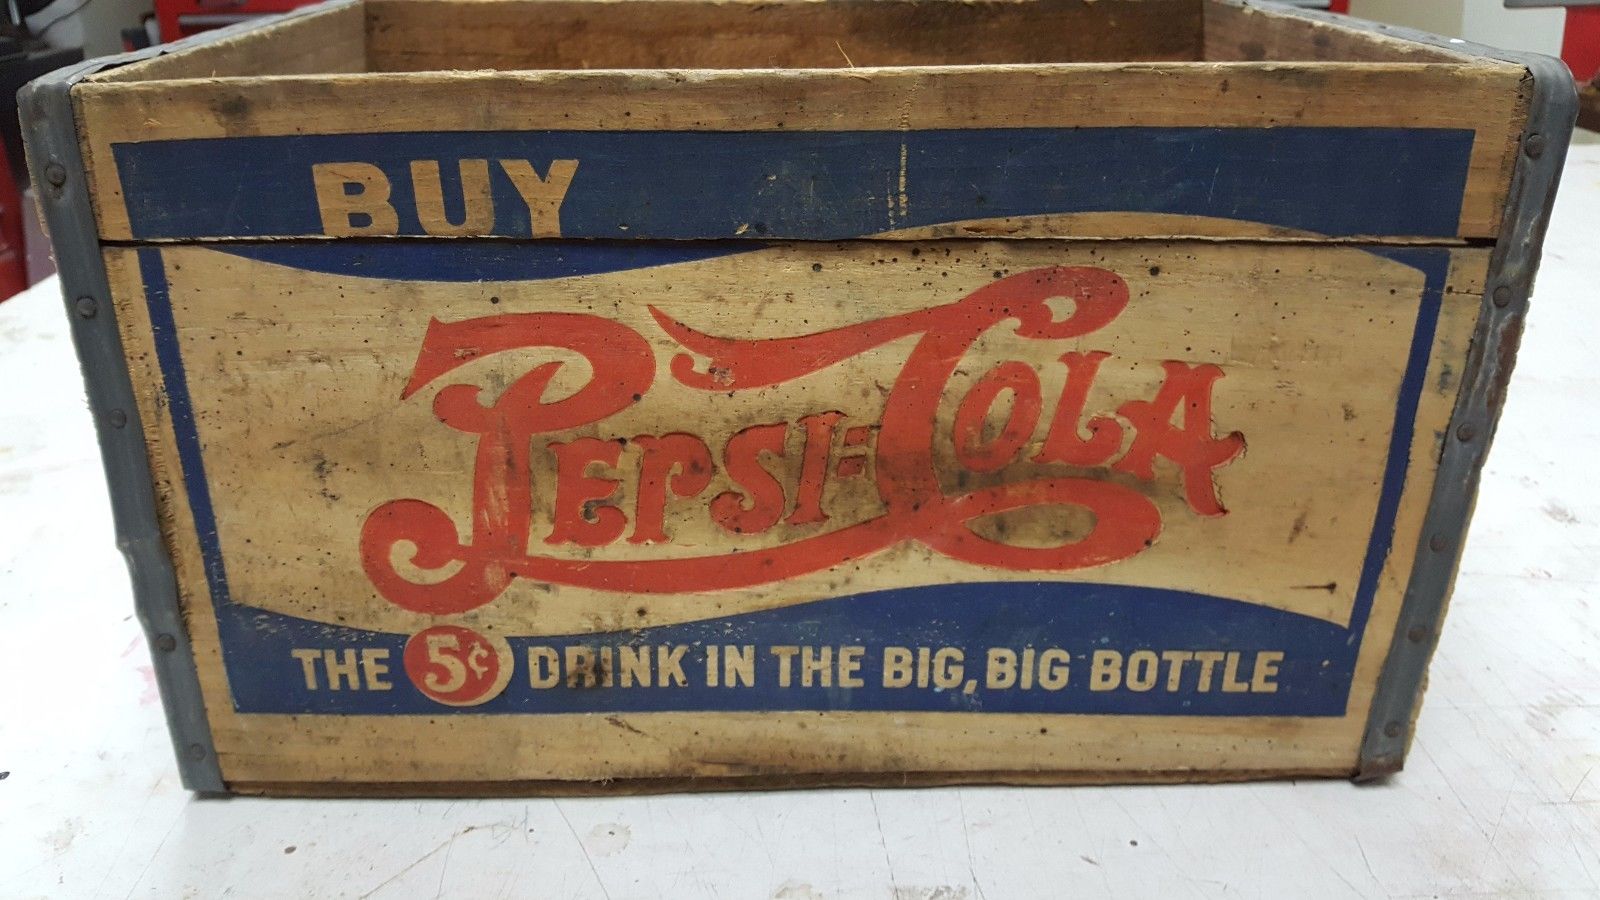 BUY
PEPSI=COLA
THE 5¢ DRINK IN THE BIG, BIG BOTTLE